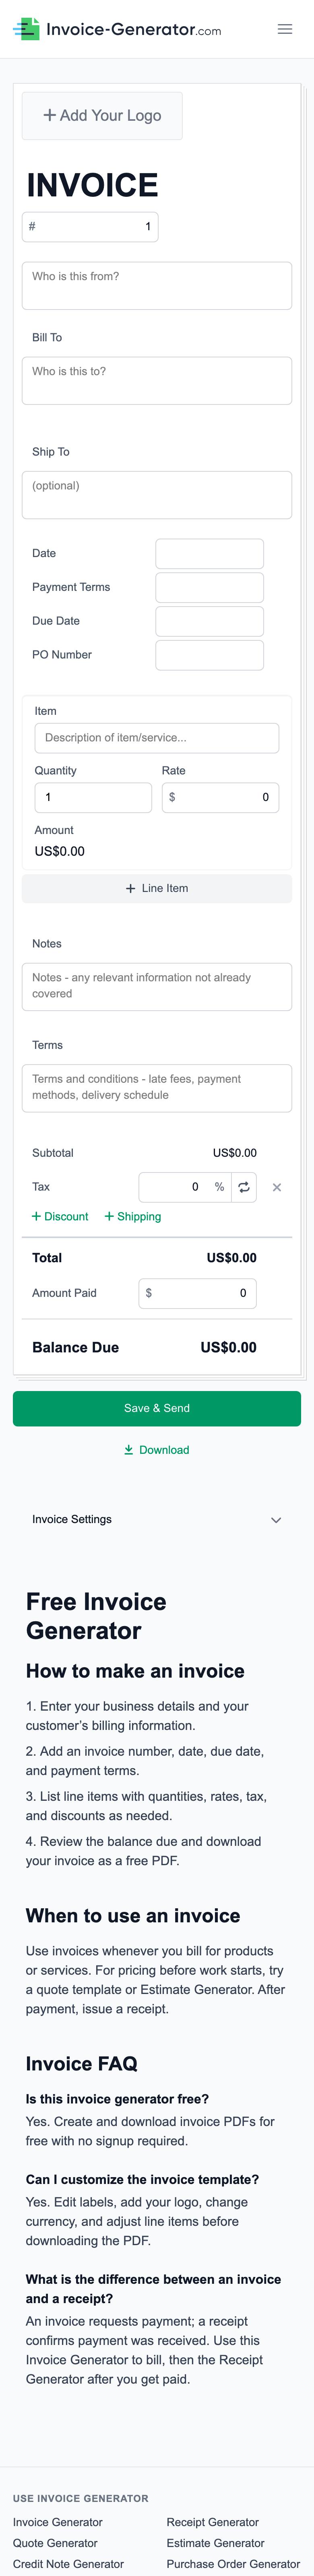 Invoice-Generator.com
+ Add Your Logo
INVOICE
# 1
Who is this from?
Bill To
Who is this to?
Ship To
(optional)
Date
Payment Terms
Due Date
PO Number
Item
Description of item/service...
Quantity Rate
1 $ 0
Amount
US$0.00
+ Line Item
Notes
Notes - any relevant information not already
covered
Terms
Terms and conditions - late fees, payment
methods, delivery schedule
Subtotal US$0.00
Tax 0 %
+ Discount + Shipping
Total US$0.00
Amount Paid $ 0
Balance Due US$0.00
Save & Send
Download
Invoice Settings
Free Invoice
Generator
How to make an invoice
1. Enter your business details and your
customer’s billing information.
2. Add an invoice number, date, due date,
and payment terms.
3. List line items with quantities, rates, tax,
and discounts as needed.
4. Review the balance due and download
your invoice as a free PDF.
When to use an invoice
Use invoices whenever you bill for products
or services. For pricing before work starts, try
a quote template or Estimate Generator. After
payment, issue a receipt.
Invoice FAQ
Is this invoice generator free?
Yes. Create and download invoice PDFs for
free with no signup required.
Can I customize the invoice template?
Yes. Edit labels, add your logo, change
currency, and adjust line items before
downloading the PDF.
What is the difference between an invoice
and a receipt?
An invoice requests payment; a receipt
confirms payment was received. Use this
Invoice Generator to bill, then the Receipt
Generator after you get paid.
USE INVOICE GENERATOR
Invoice Generator Receipt Generator
Quote Generator Estimate Generator
Credit Note Generator Purchase Order Generator